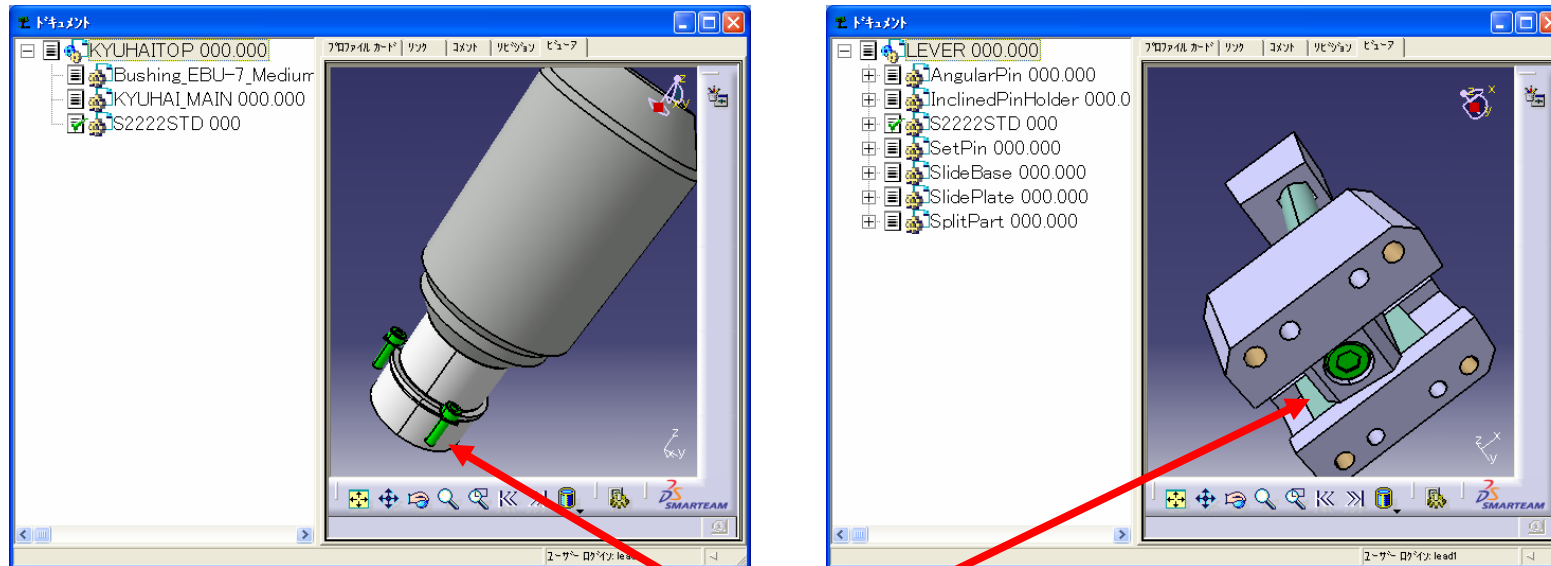 ドキュメント
KYUHAITOP 000.000
Bushing_EBU-7_Medium
KYUHAI_MAIN 000.000
S2222STD 000
プロファイル カード
リンク
コメント
リビジョン
ビューア
z
y
z
x
y
SMARTEAM
ユーザー ログイン: lea
ドキュメント
LEVER 000.000
AngularPin 000.000
InclinedPinHolder 000.0
S2222STD 000
SetPin 000.000
SlideBase 000.000
SlidePlate 000.000
SplitPart 000.000
プロファイル カード
リンク
コメント
リビジョン
ビューア
z
x
y
z
x
y
SMARTEAM
ユーザー ログイン: lead1